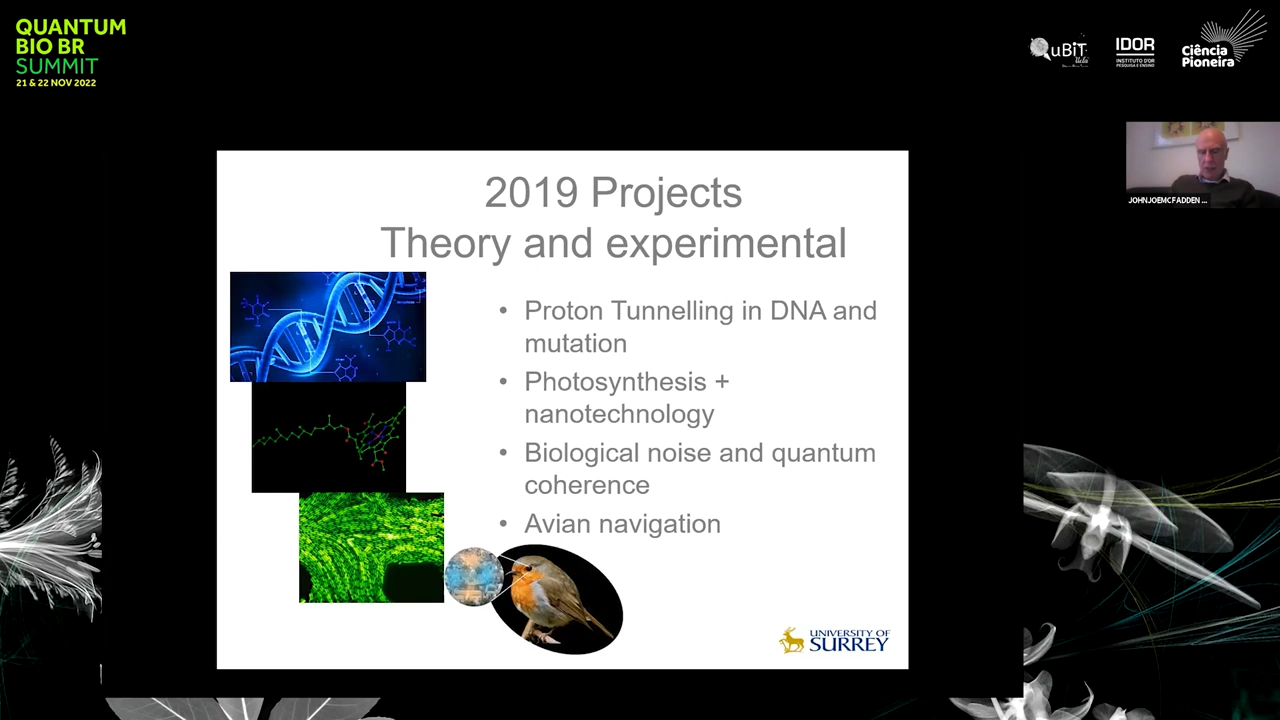 QUANTUM
BIO BR
SUMMIT
21 & 22 NOV 2022
QuBiT
IDOR
INSTITUTO D'OR
PESQUISA E ENSINO
Ciência
Pioneira
JOHNJOEMCFADDEN ...
2019 Projects
Theory and experimental
• Proton Tunnelling in DNA and
mutation
• Photosynthesis +
nanotechnology
• Biological noise and quantum
coherence
• Avian navigation
UNIVERSITY OF
SURREY